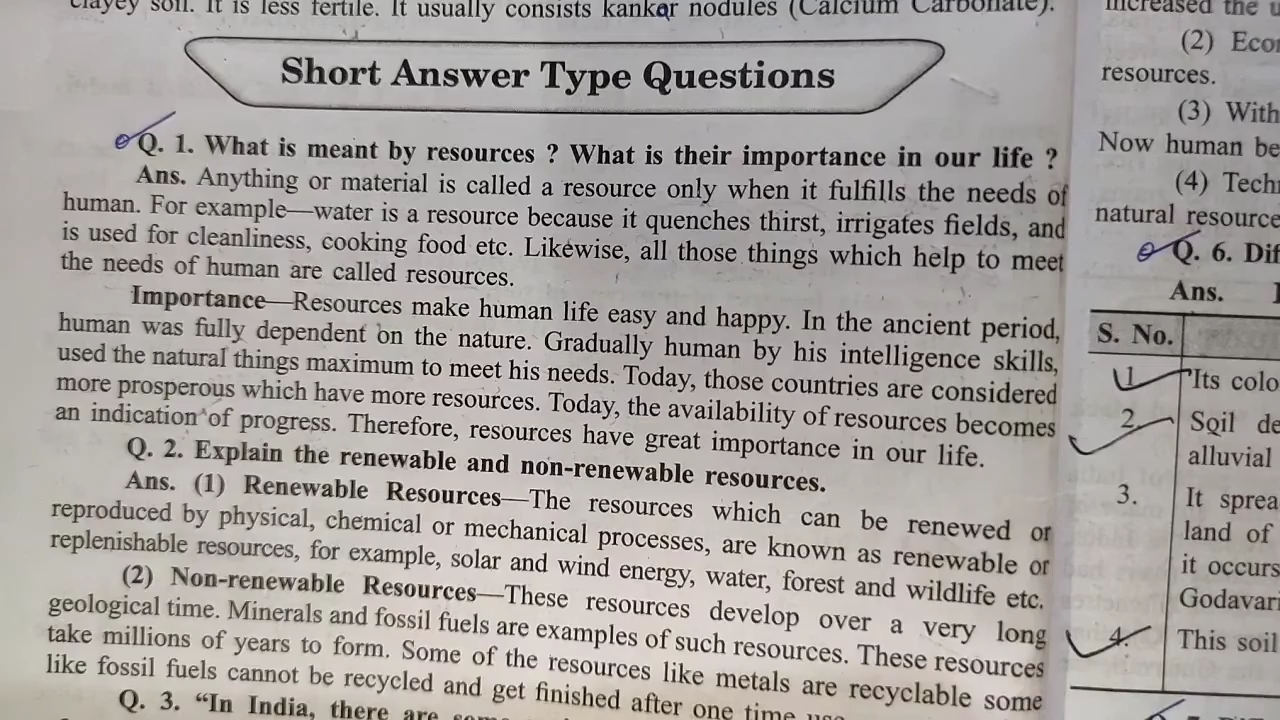 clayey soil. It is less fertile. It usually consists kankar nodules (Calcium Carbonate).
Short Answer Type Questions
Q. 1. What is meant by resources ? What is their importance in our life ?
Ans. Anything or material is called a resource only when it fulfills the needs of
human. For example—water is a resource because it quenches thirst, irrigates fields, and
is used for cleanliness, cooking food etc. Likewise, all those things which help to meet
the needs of human are called resources.
Importance—Resources make human life easy and happy. In the ancient period,
human was fully dependent on the nature. Gradually human by his intelligence skills,
used the natural things maximum to meet his needs. Today, those countries are considered
more prosperous which have more resources. Today, the availability of resources becomes
an indication of progress. Therefore, resources have great importance in our life.
Q. 2. Explain the renewable and non-renewable resources.
Ans. (1) Renewable Resources—The resources which can be renewed or
reproduced by physical, chemical or mechanical processes, are known as renewable or
replenishable resources, for example, solar and wind energy, water, forest and wildlife etc.
(2) Non-renewable Resources—These resources develop over a very long
geological time. Minerals and fossil fuels are examples of such resources. These resources
take millions of years to form. Some of the resources like metals are recyclable some
like fossil fuels cannot be recycled and get finished after one time use.
Q. 3. “In India, there are some
increased the
(2) Eco
resources.
(3) With
Now human be
(4) Tech
natural resource
Q. 6. Dif
Ans.
S. No.
1. Its colo
2. Soil de
alluvial
3. It sprea
land of
it occurs
Godavari
4. This soil